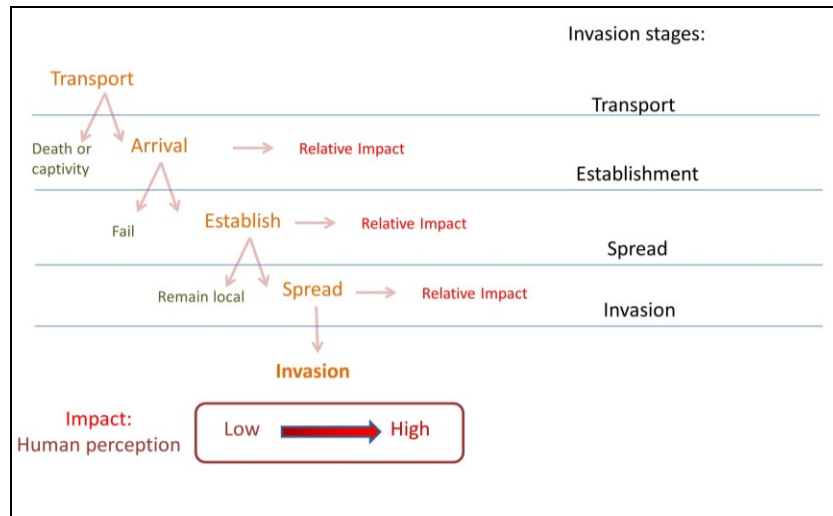 Invasion stages:
Transport
Transport
Death or
captivity
Arrival
Relative Impact
Establishment
Fail
Establish
Relative Impact
Spread
Remain local
Spread
Relative Impact
Invasion
Invasion
Impact:
Human perception
Low
High